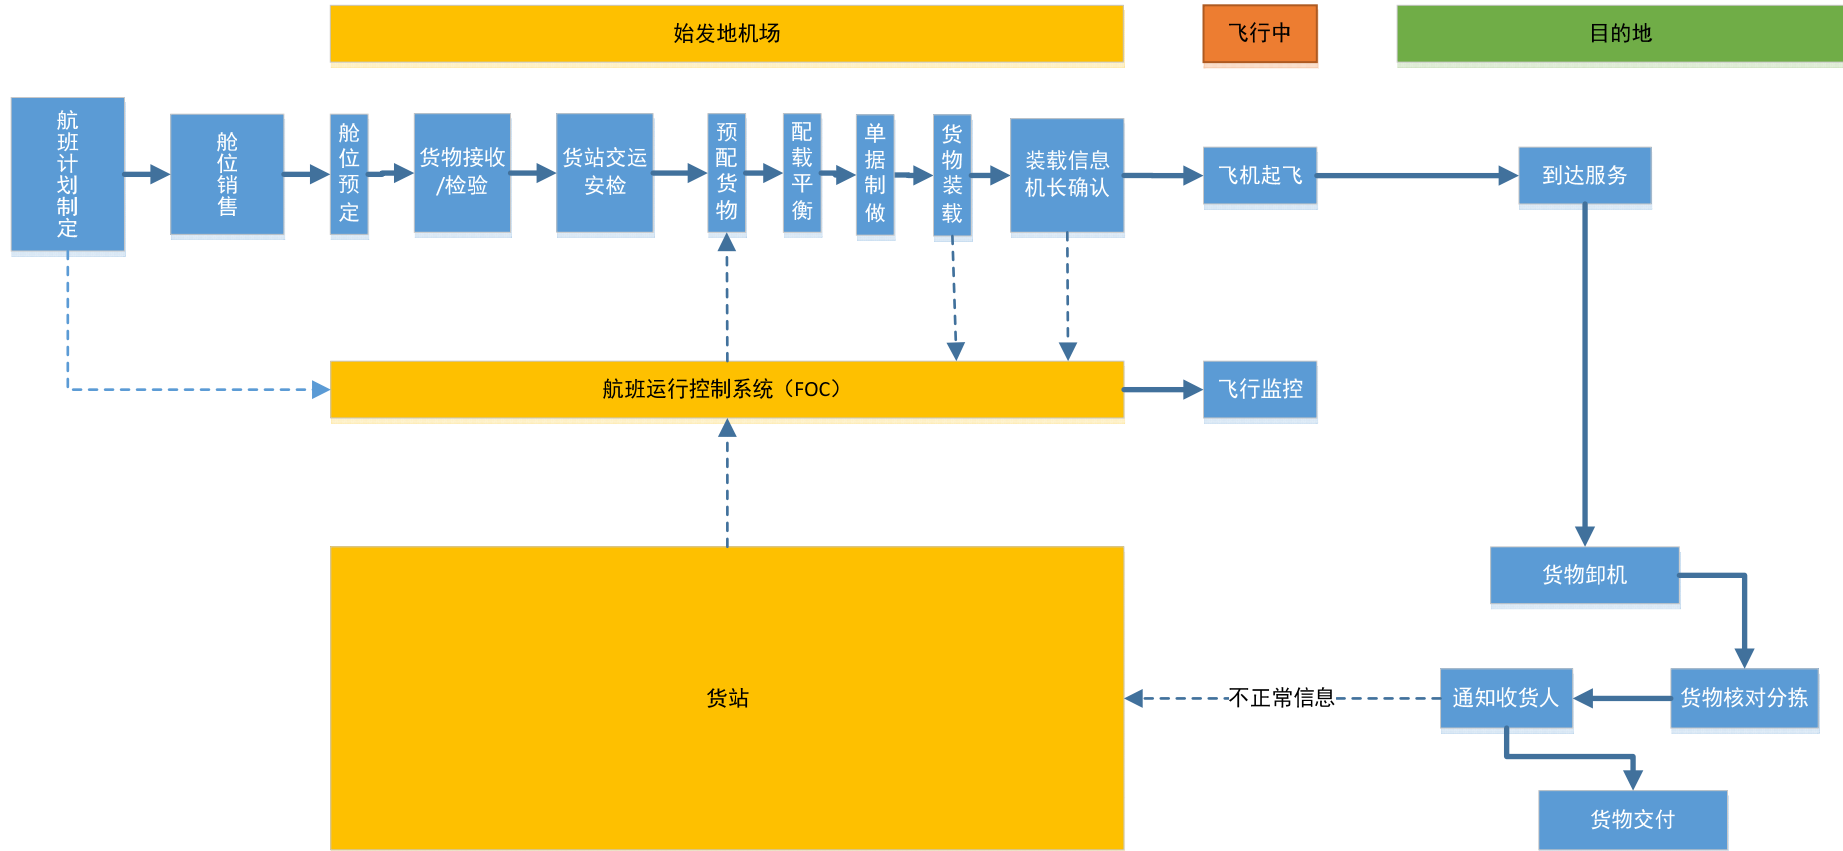 始发地机场
飞行中
目的地
航班计划制定
舱位销售
舱位预定
货物接收
/检验
货站交运
安检
预配货物
配载平衡
单据制做
货物装载
装载信息
机长确认
飞机起飞
到达服务
航班运行控制系统（FOC）
飞行监控
货物卸机
货站
不正常信息
通知收货人
货物核对分拣
货物交付